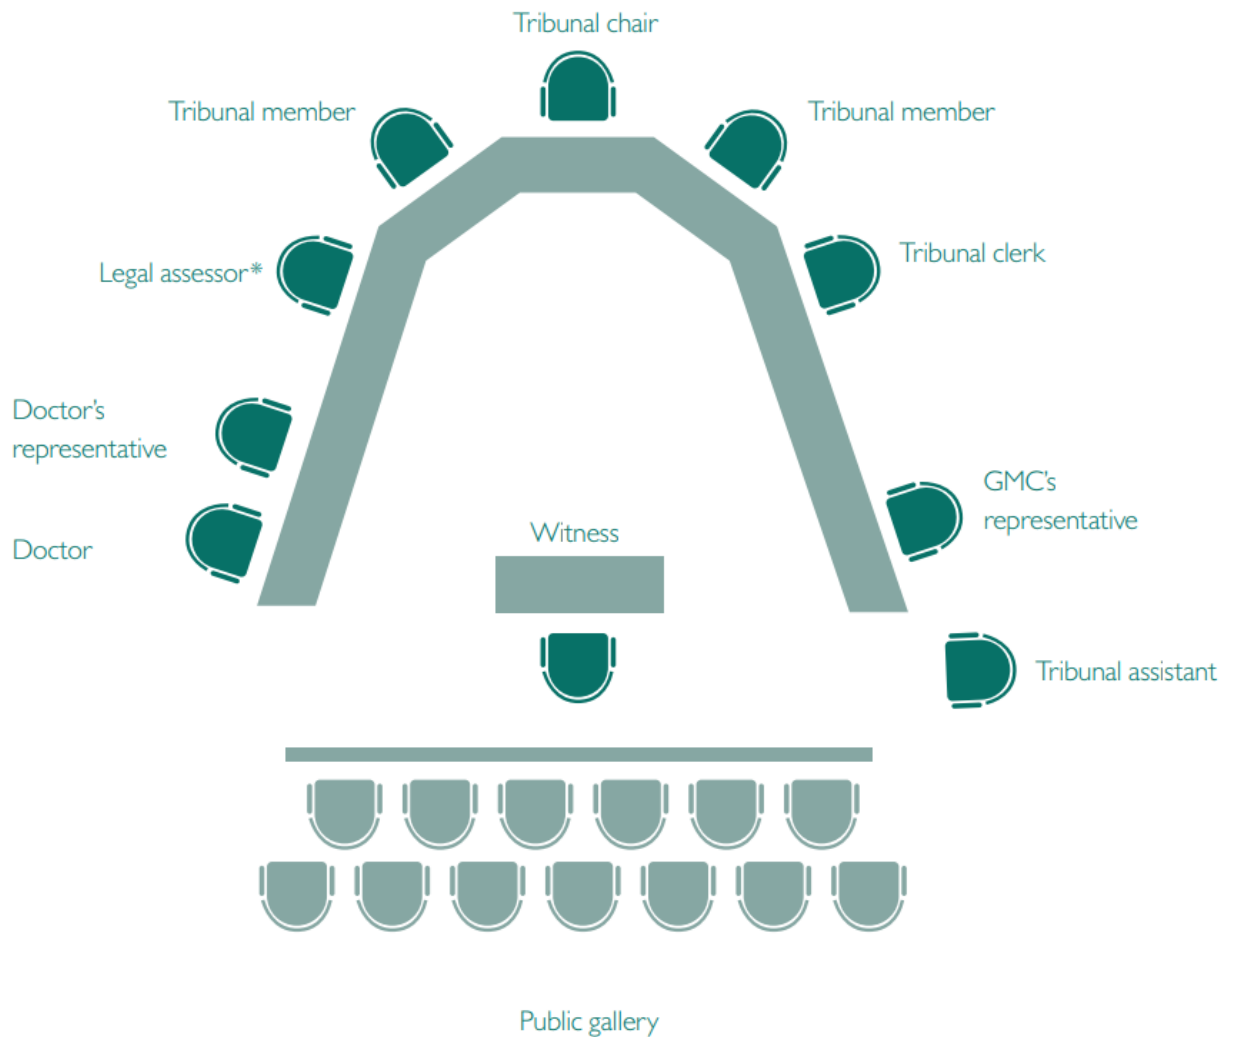 Tribunal chair
Tribunal member
Tribunal member
Legal assessor*
Tribunal clerk
Doctor's
representative
GMC's
representative
Doctor
Witness
Tribunal assistant
Public gallery